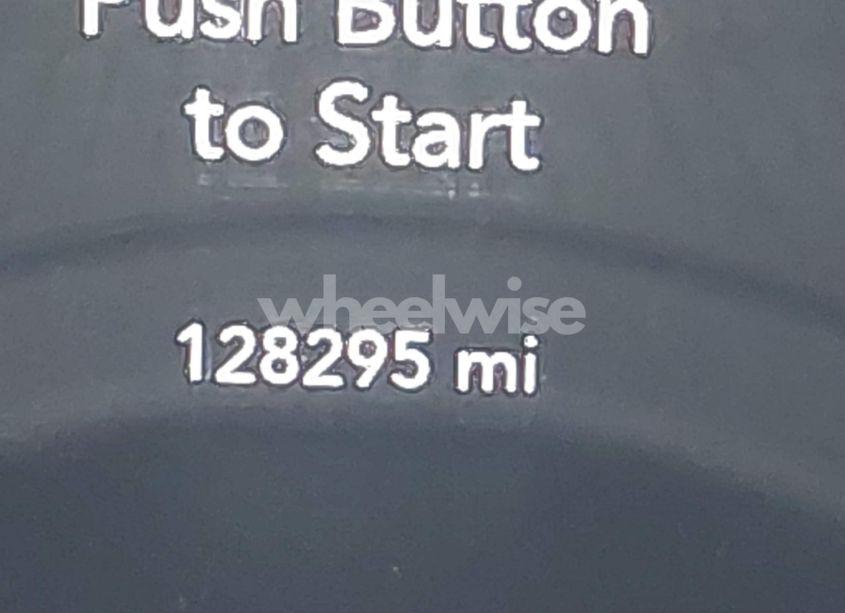 Push Button
to Start
wheelwise
128295 mi